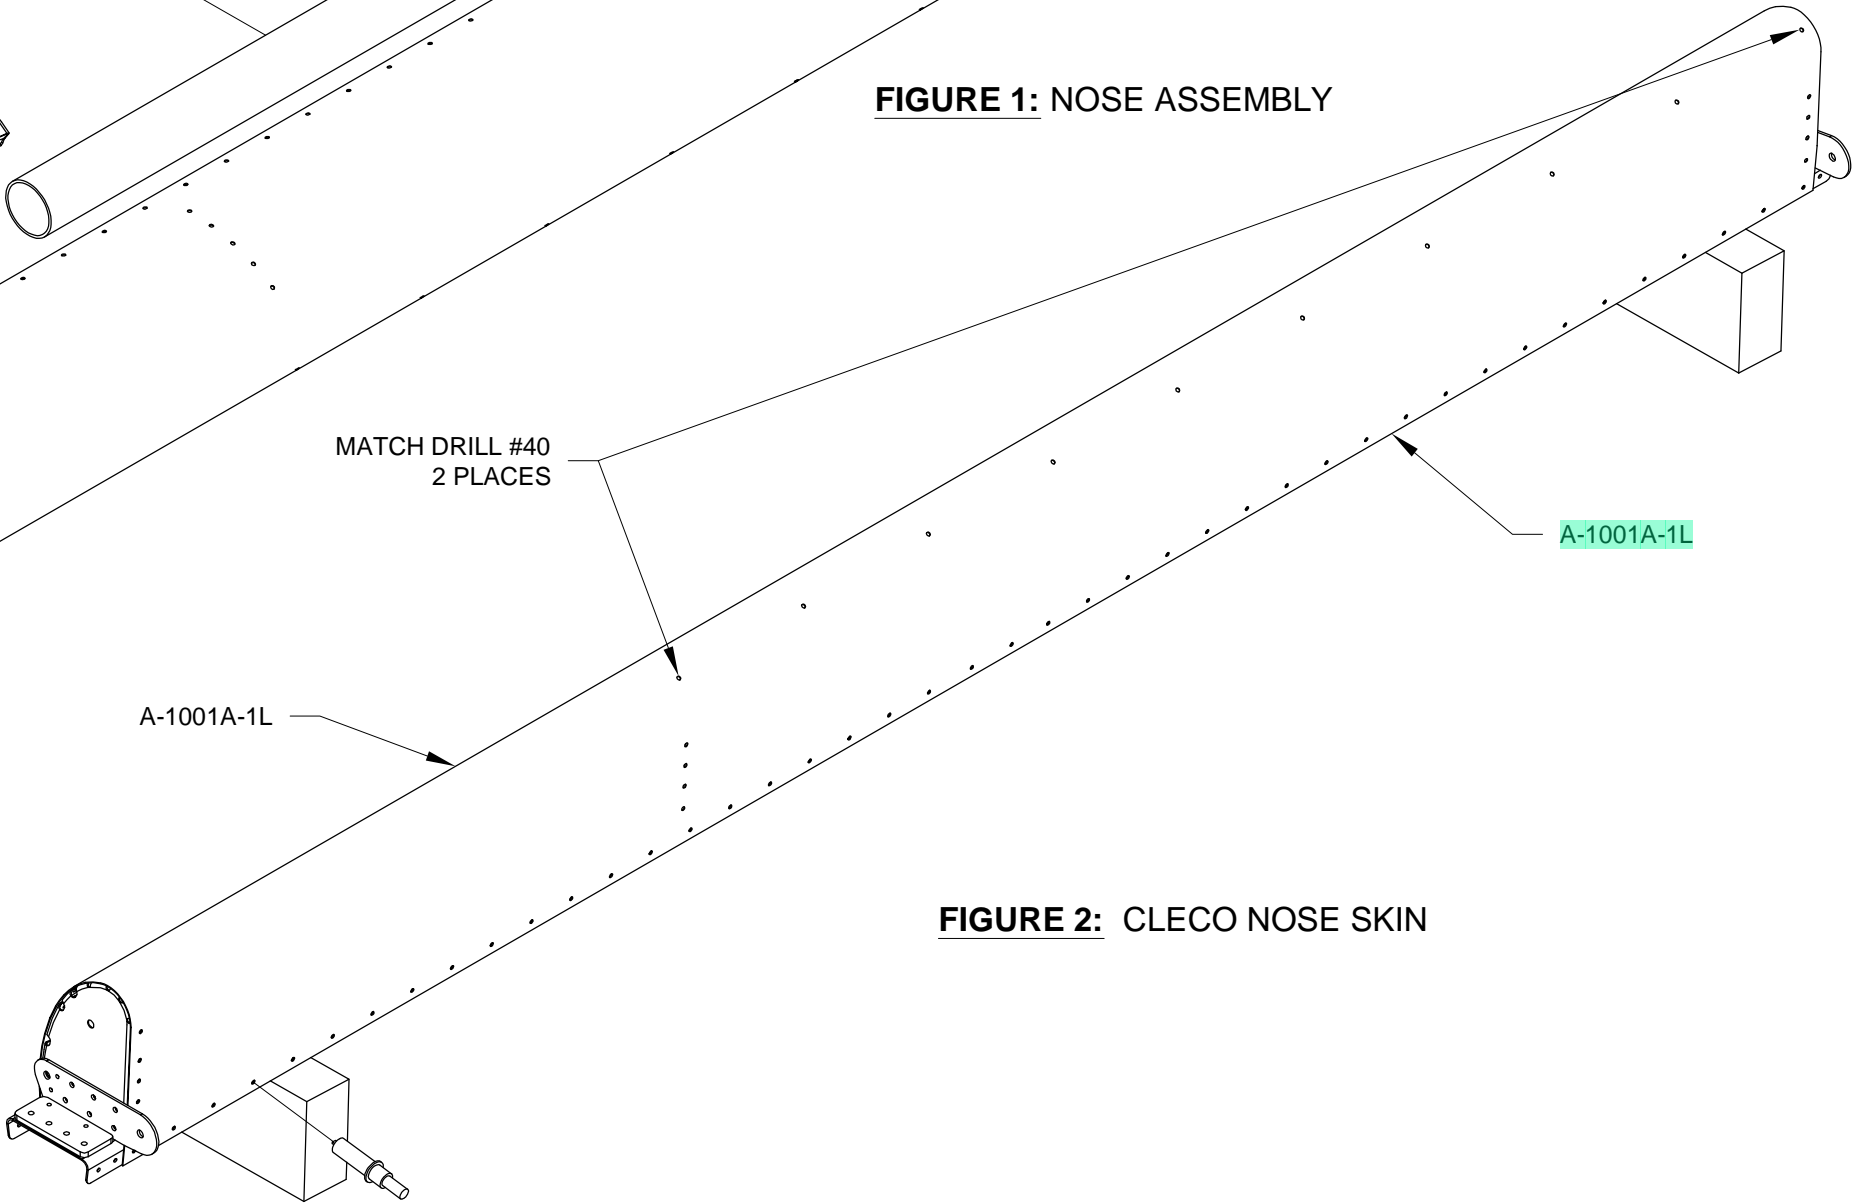 FIGURE 1: NOSE ASSEMBLY
MATCH DRILL #40
2 PLACES
A-1001A-1L
A-1001A-1L
FIGURE 2: CLECO NOSE SKIN